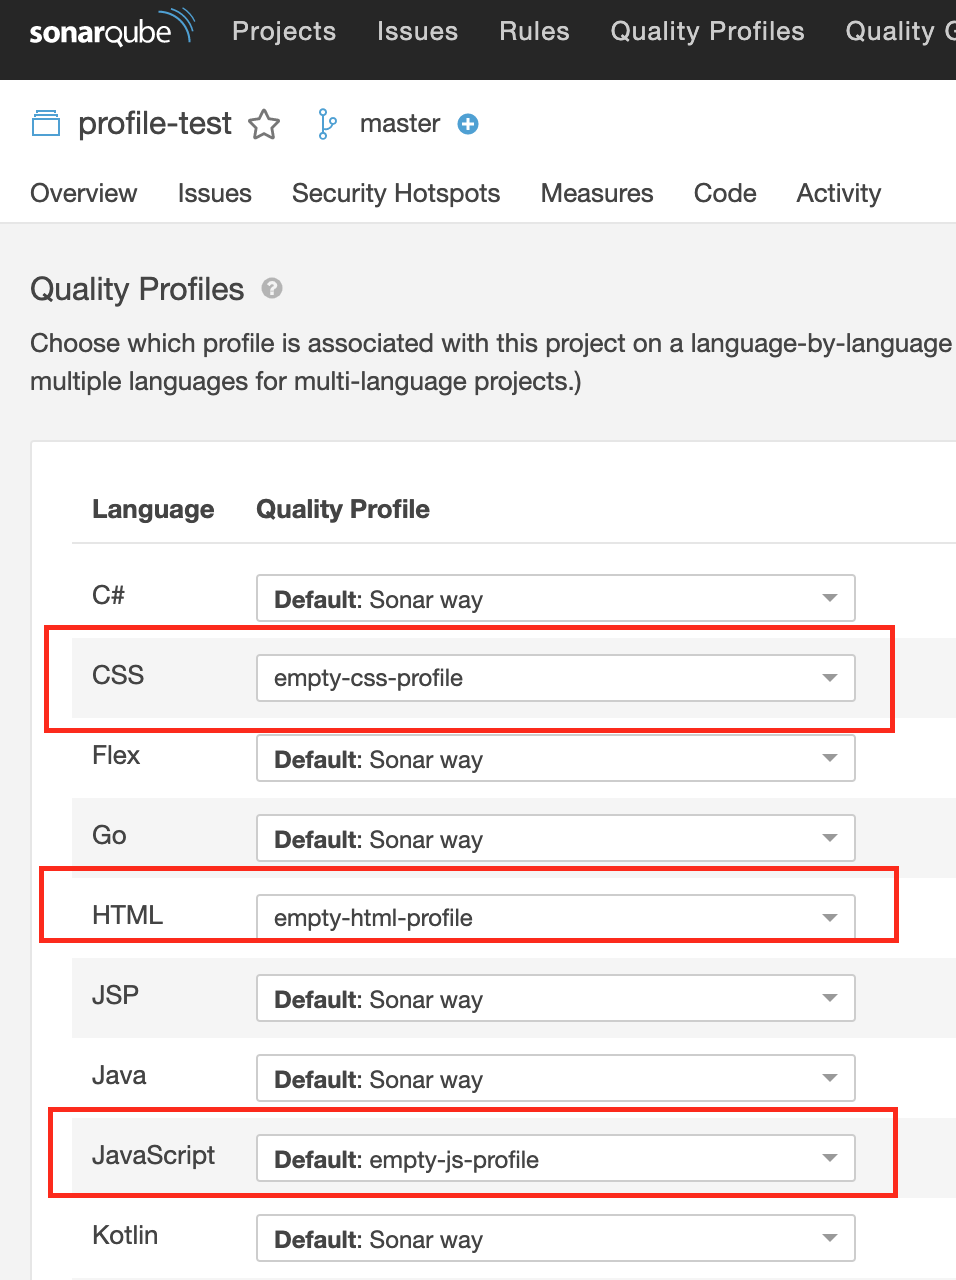 sonarqube Projects Issues Rules Quality Profiles Quality G
profile-test master
Overview Issues Security Hotspots Measures Code Activity
Quality Profiles ?
Choose which profile is associated with this project on a language-by-language
multiple languages for multi-language projects.)
Language Quality Profile
C# Default: Sonar way
CSS empty-css-profile
Flex Default: Sonar way
Go Default: Sonar way
HTML empty-html-profile
JSP Default: Sonar way
Java Default: Sonar way
JavaScript Default: empty-js-profile
Kotlin Default: Sonar way